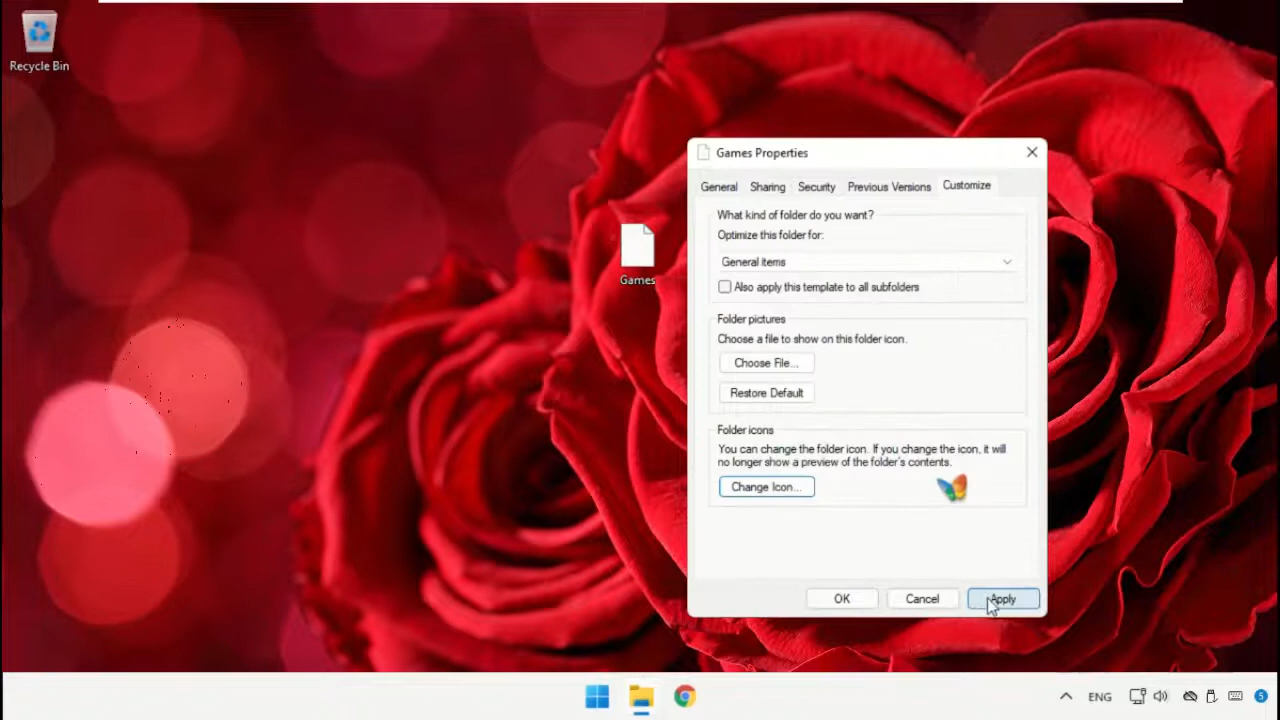 Recycle Bin
Games
Games Properties
General Sharing Security Previous Versions Customize
What kind of folder do you want?
Optimize this folder for:
General items
Also apply this template to all subfolders
Folder pictures
Choose a file to show on this folder icon.
Choose File...
Restore Default
Folder icons
You can change the folder icon. If you change the icon, it will
no longer show a preview of the folder's contents.
Change Icon...
OK Cancel Apply
ENG
5